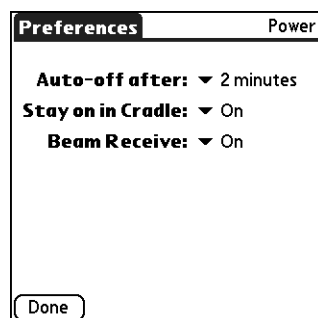 Preferences Power
Auto-off after: 2 minutes
Stay on in Cradle: On
Beam Receive: On
Done